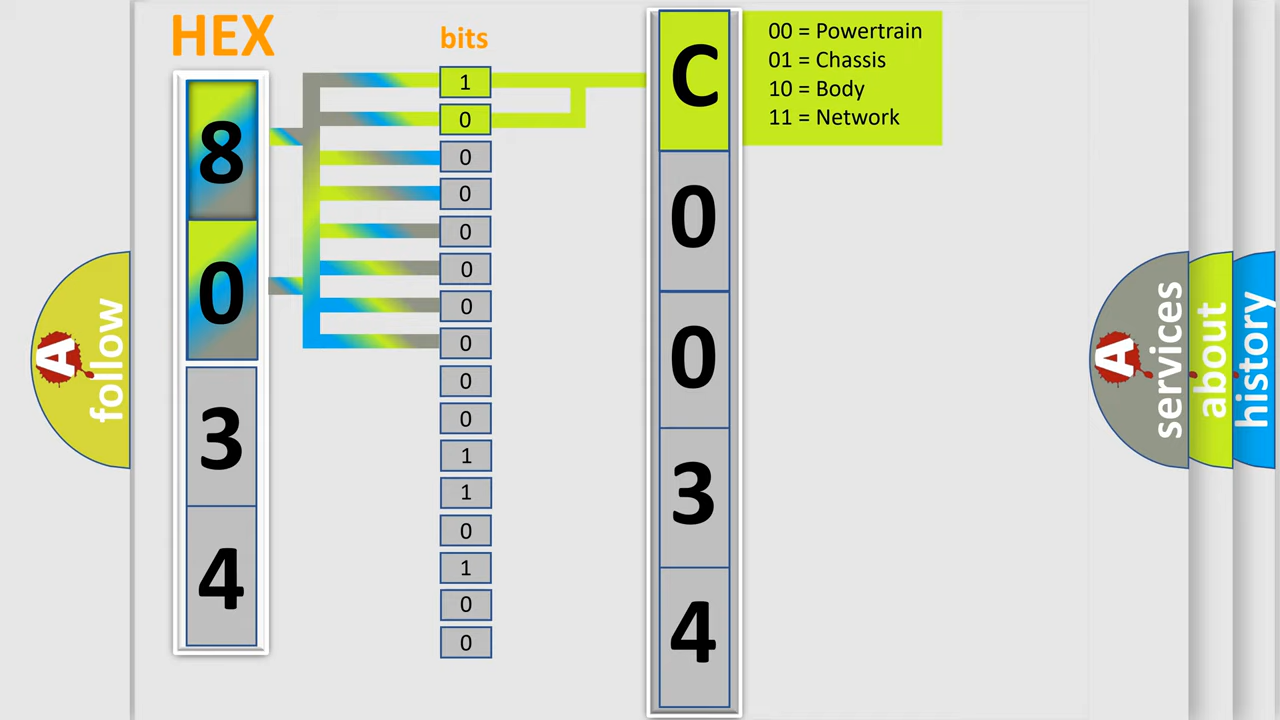 HEX
8
0
3
4
bits
1
0
0
0
0
0
0
0
0
0
1
1
0
1
0
0
C
0
0
3
4
00 = Powertrain
01 = Chassis
10 = Body
11 = Network
A
follow
A
services
about
history